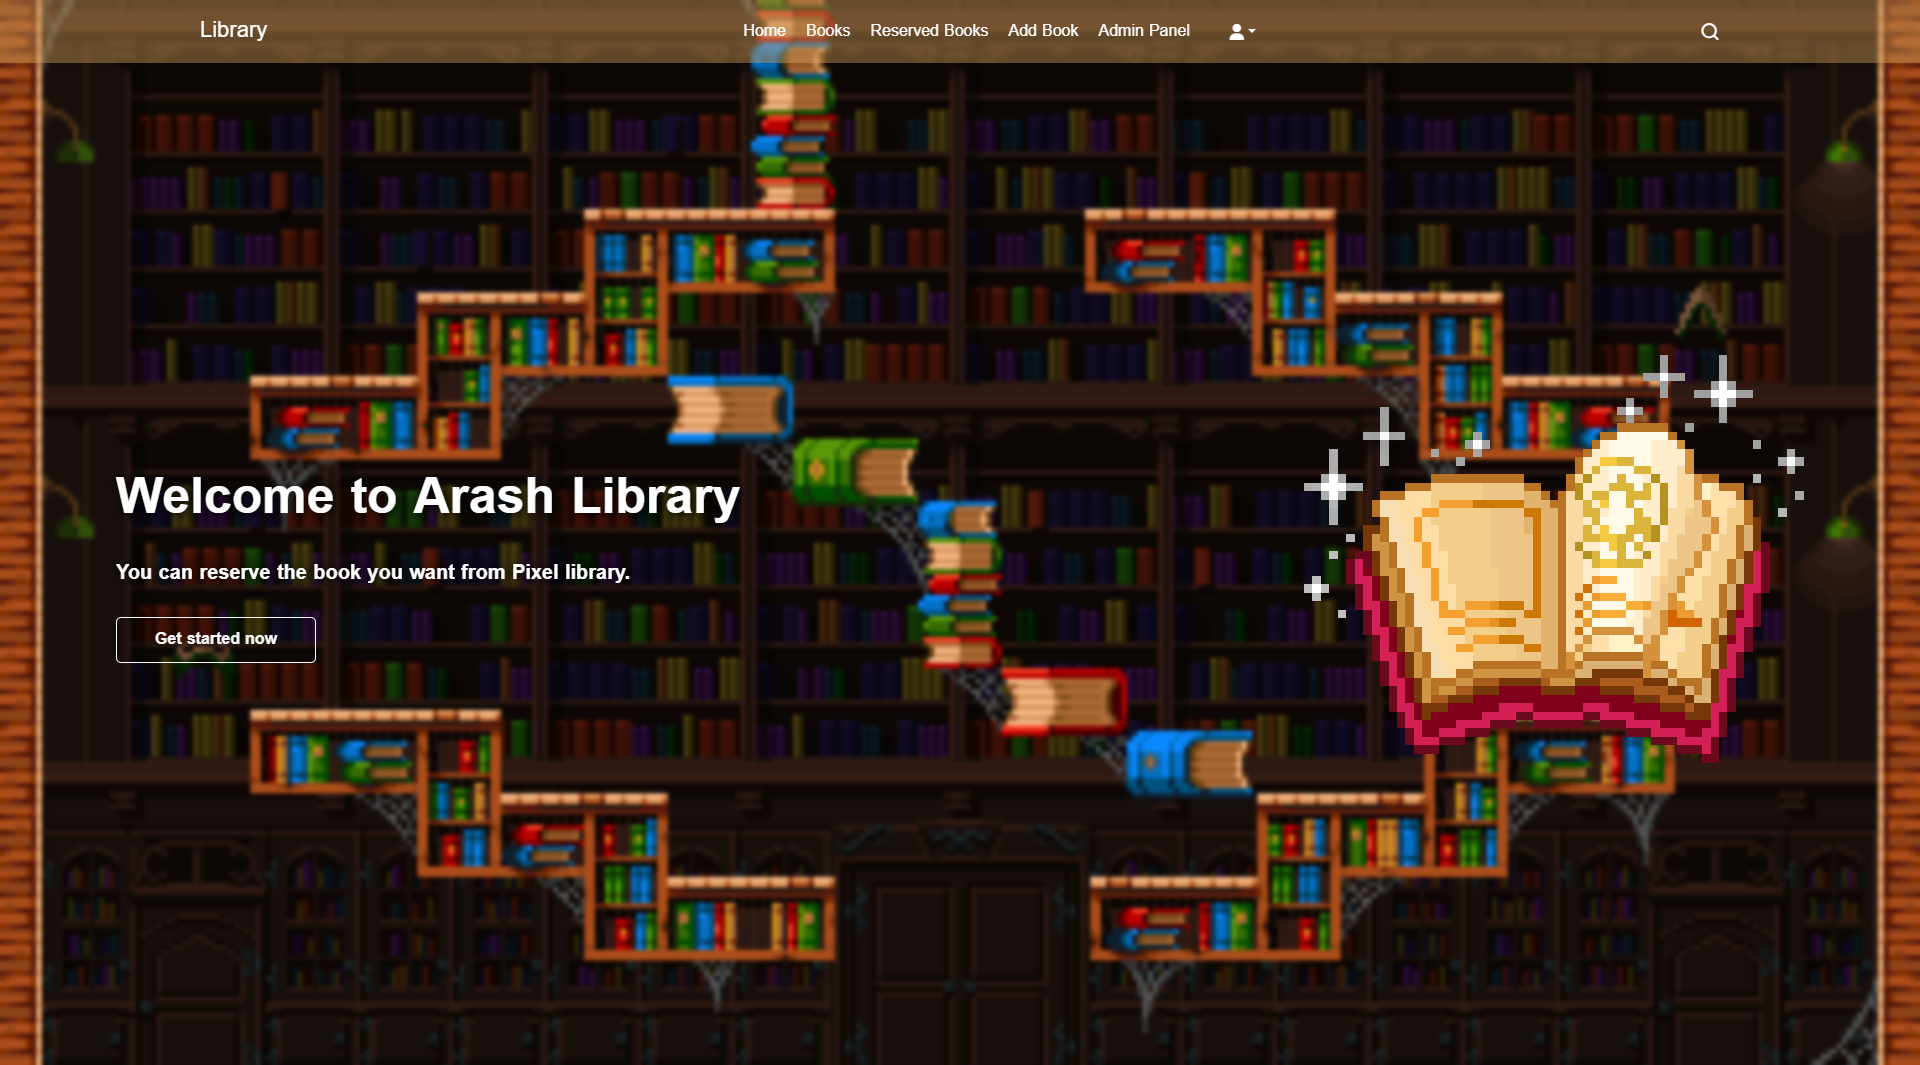 Library
Home Books Reserved Books Add Book Admin Panel
Welcome to Arash Library
You can reserve the book you want from Pixel library.
Get started now